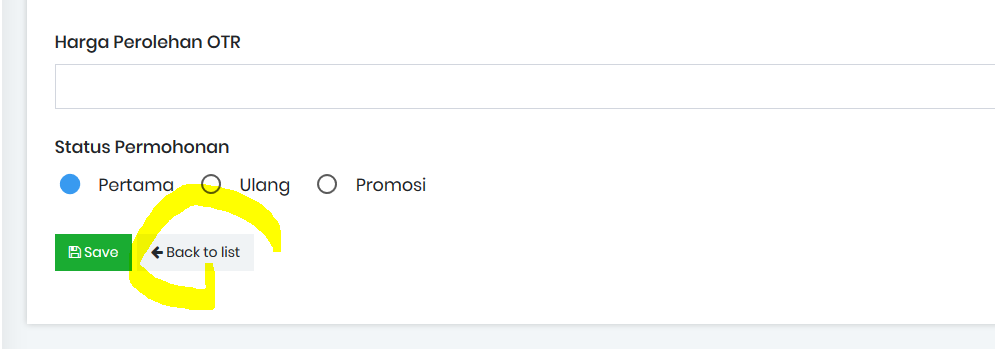 Harga Perolehan OTR
Status Permohonan
Pertama Ulang Promosi
Save Back to list